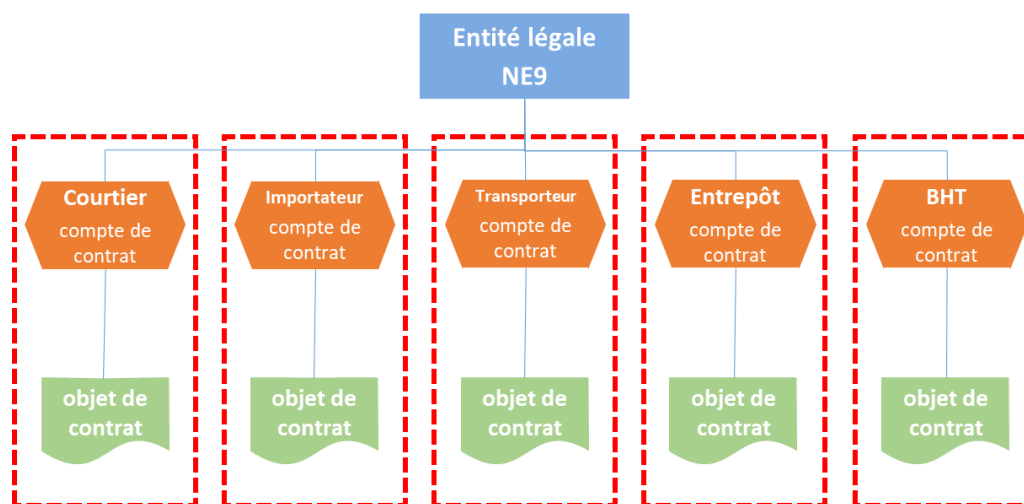 Entité légale
NE9
Courtier
compte de
contrat
Importateur
compte de
contrat
Transporteur
compte de
contrat
Entrepôt
compte de
contrat
BHT
compte de
contrat
objet de
contrat
objet de
contrat
objet de
contrat
objet de
contrat
objet de
contrat